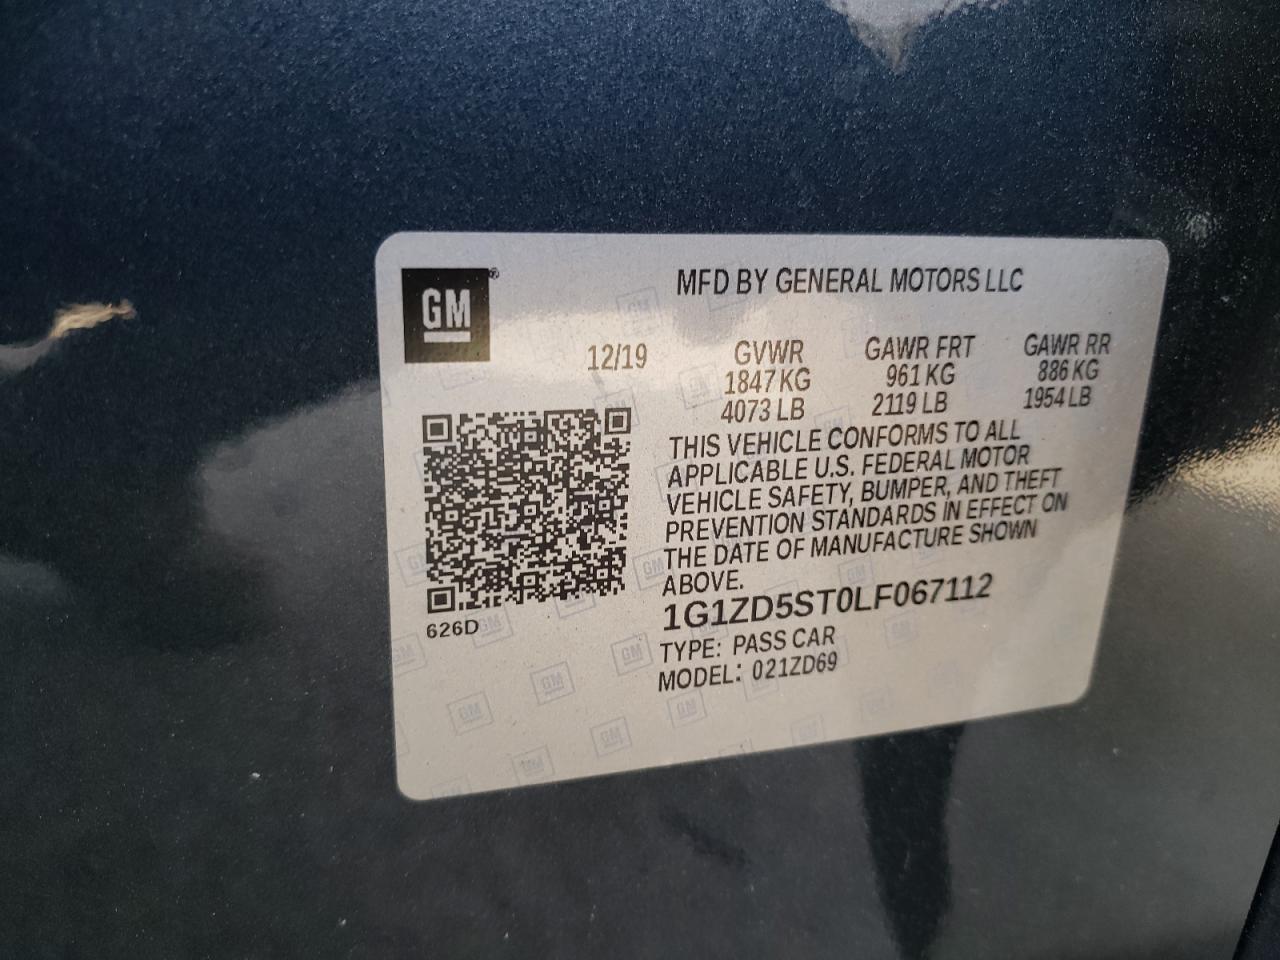 GM®
MFD BY GENERAL MOTORS LLC
12/19 GVWR GAWR FRT GAWR RR
1847 KG 961 KG 886 KG
4073 LB 2119 LB 1954 LB
THIS VEHICLE CONFORMS TO ALL
APPLICABLE U.S. FEDERAL MOTOR
VEHICLE SAFETY, BUMPER, AND THEFT
PREVENTION STANDARDS IN EFFECT ON
THE DATE OF MANUFACTURE SHOWN
ABOVE.
1G1ZD5ST0LF067112
626D
TYPE: PASS CAR
MODEL: 021ZD69